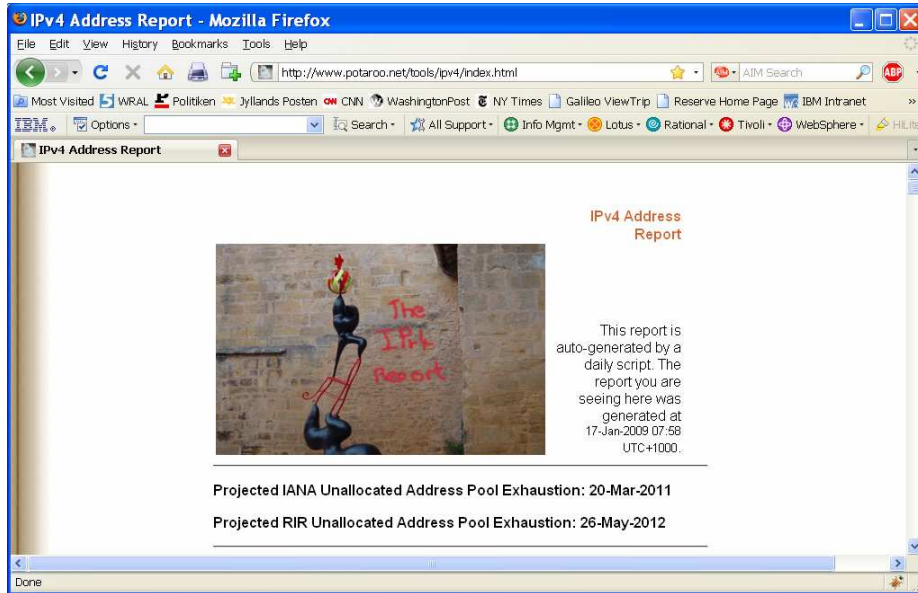 IPv4 Address Report - Mozilla Firefox
File Edit View History Bookmarks Tools Help
http://www.potaroo.net/tools/ipv4/index.html
AIM Search
ABP
Most Visited WRAL Politiken Jyllands Posten CNN WashingtonPost NY Times Galileo ViewTrip Reserve Home Page IBM Intranet »
IBM. Options Search All Support Info Mgmt Lotus Rational Tivoli WebSphere
IPv4 Address Report
IPv4 Address
Report
The
IPv4
Report
This report is
auto-generated by a
daily script. The
report you are
seeing here was
generated at
17-Jan-2009 07:58
UTC+1000.
Projected IANA Unallocated Address Pool Exhaustion: 20-Mar-2011
Projected RIR Unallocated Address Pool Exhaustion: 26-May-2012
Done